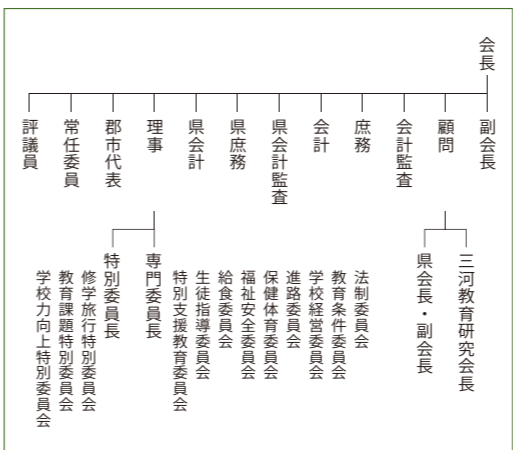 会長
副会長
顧問
会計監査
庶務
会計
県会計監査
県庶務
県会計
理事
郡市代表
常任委員
評議員
三河教育研究会長
県会長・副会長
専門委員長
特別委員長
法制委員会
教育条件委員会
学校経営委員会
進路委員会
保健体育委員会
福祉安全委員会
給食委員会
生徒指導委員会
特別支援教育委員会
修学旅行特別委員会
教育課題特別委員会
学校力向上特別委員会